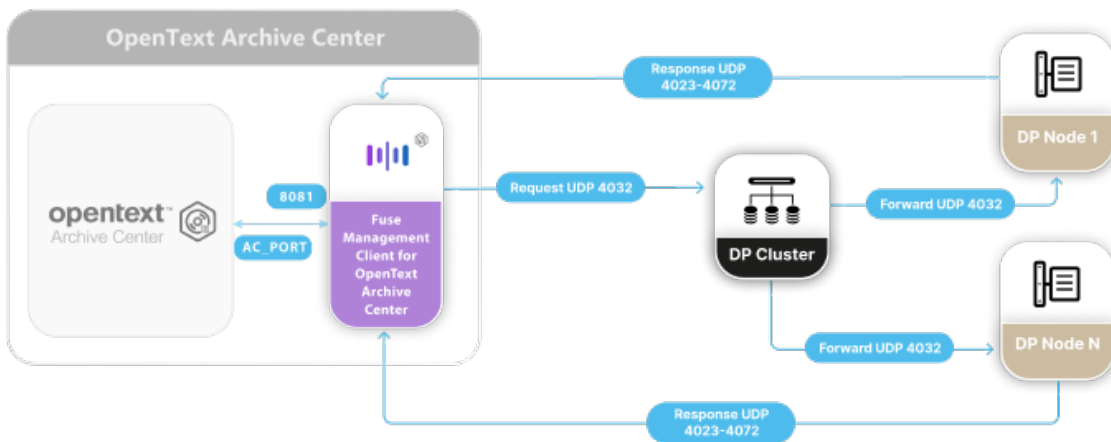 OpenText Archive Center
Response UDP
4023-4072
DP Node 1
8081
Request UDP 4032
Forward UDP 4032
opentext™
Archive Center
AC_PORT
Fuse
Management
Client for
OpenText
Archive
Center
DP Cluster
Forward UDP 4032
DP Node N
Response UDP
4023-4072